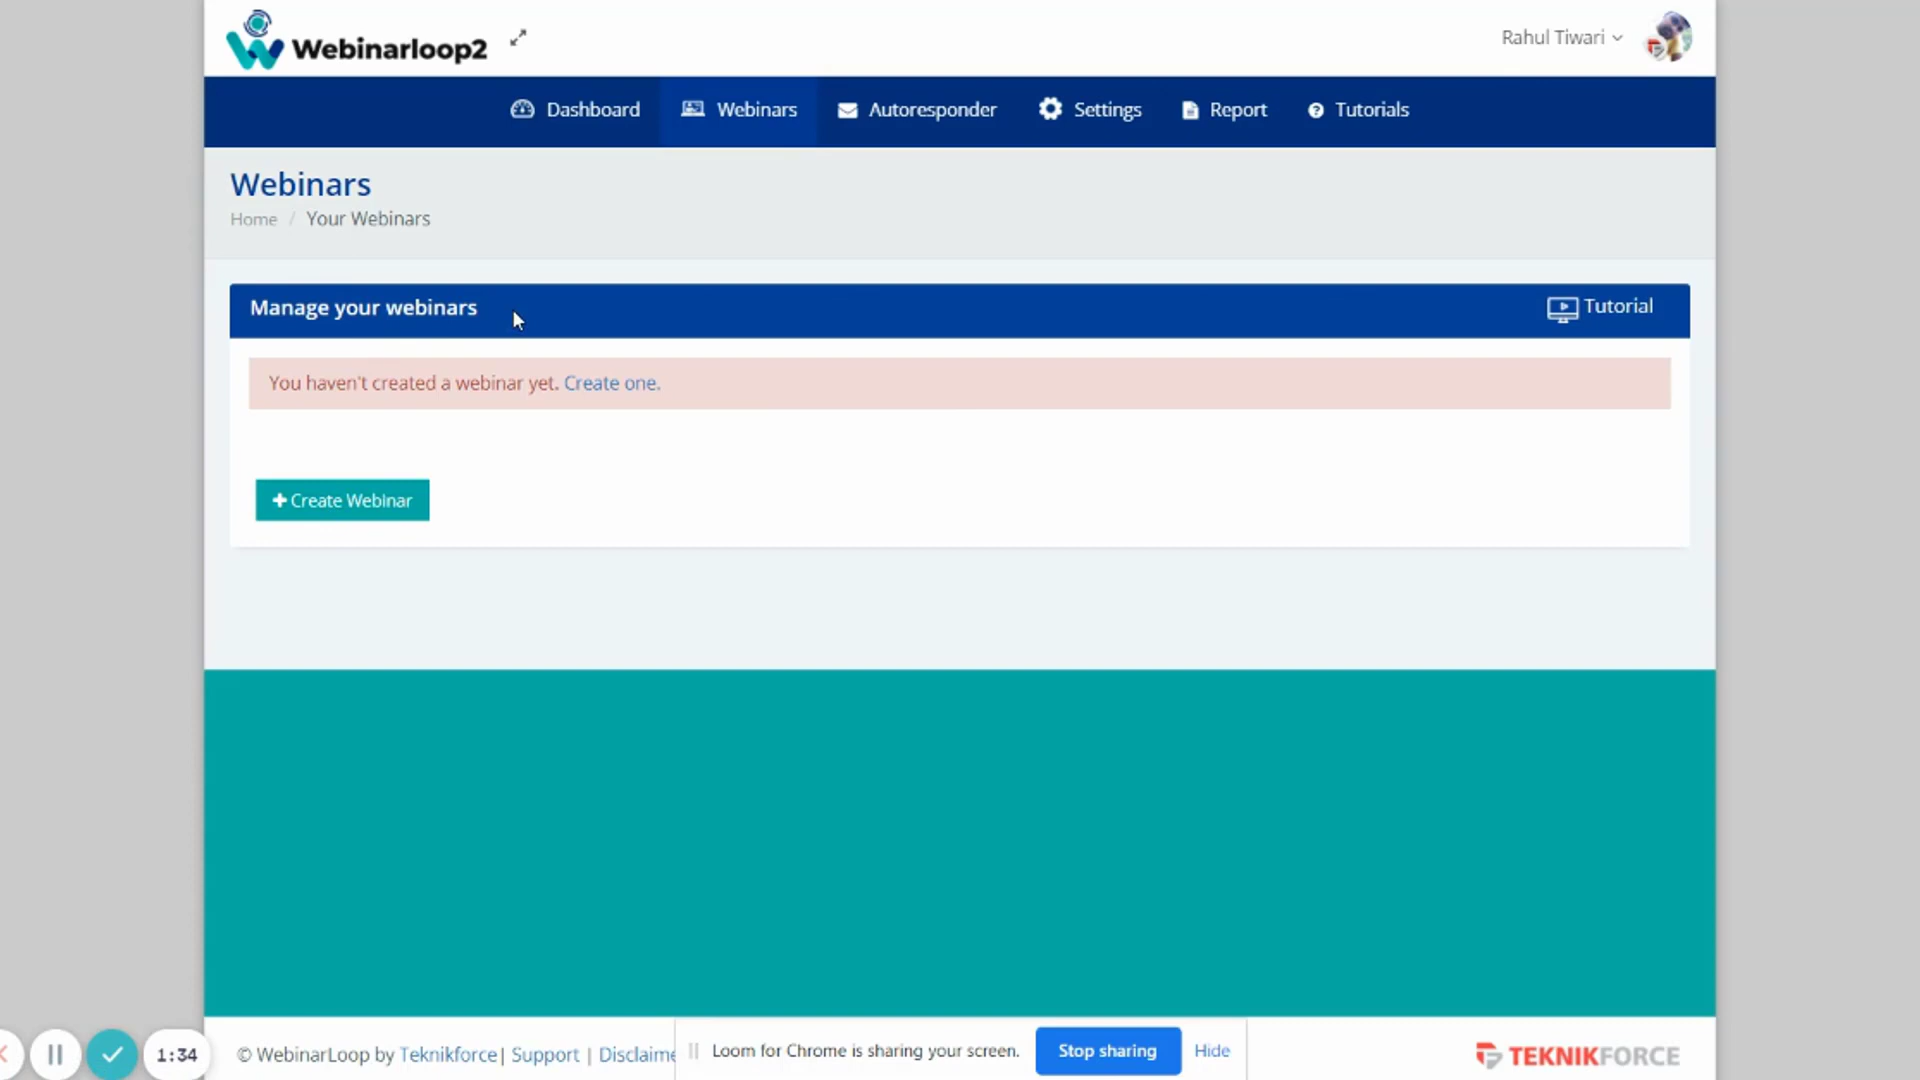 Webinarloop2
Rahul Tiwari
Dashboard Webinars Autoresponder Settings Report Tutorials
Webinars
Home / Your Webinars
Manage your webinars
Tutorial
You haven't created a webinar yet. Create one.
+ Create Webinar
1:34
© WebinarLoop by Teknikforce| Support | Disclaime
Loom for Chrome is sharing your screen. Stop sharing Hide
TEKNIKFORCE